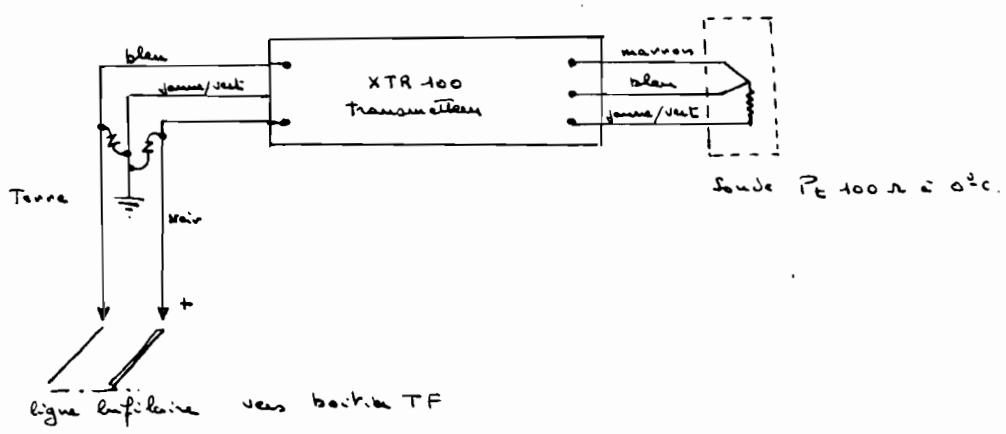 bleu
jaune/vert
XTR 100
transmetteur
marron
bleu
jaune/vert
Terre
noir
+
Sonde Pt 100 Ω à 0°C.
ligne bifilaire vers boitier TF